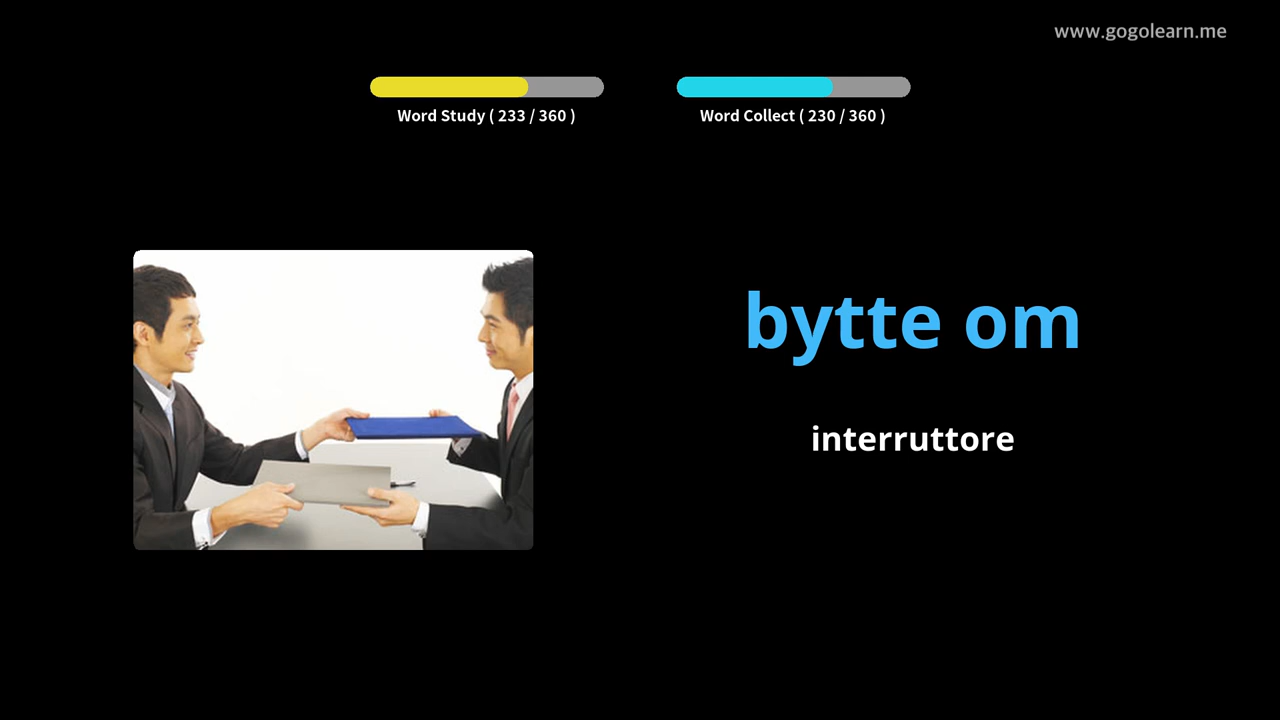 www.gogolearn.me
Word Study ( 233 / 360 )
Word Collect ( 230 / 360 )
bytte om
interruttore